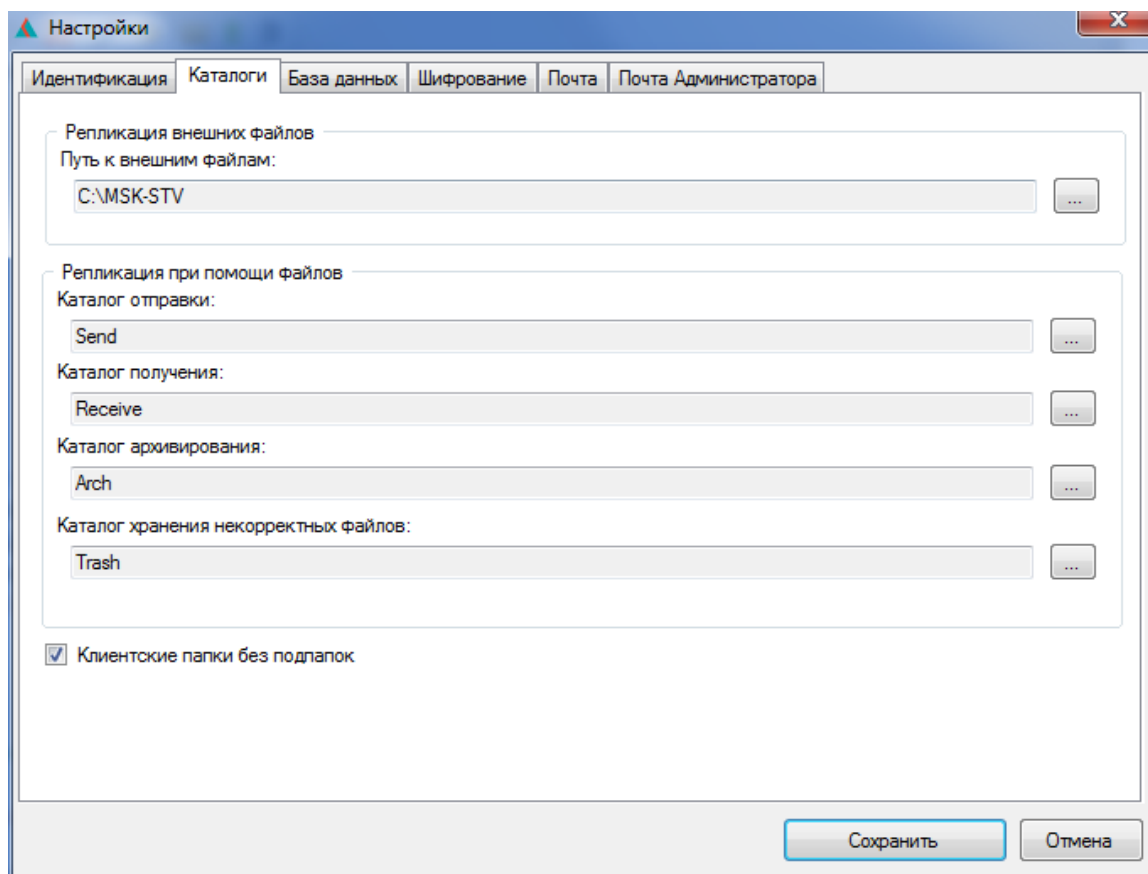 Настройки
Идентификация Каталоги База данных Шифрование Почта Почта Администратора
Репликация внешних файлов
Путь к внешним файлам:
C:\MSK-STV
...
Репликация при помощи файлов
Каталог отправки:
Send
...
Каталог получения:
Receive
...
Каталог архивирования:
Arch
...
Каталог хранения некорректных файлов:
Trash
...
Клиентские папки без подпапок
Сохранить Отмена